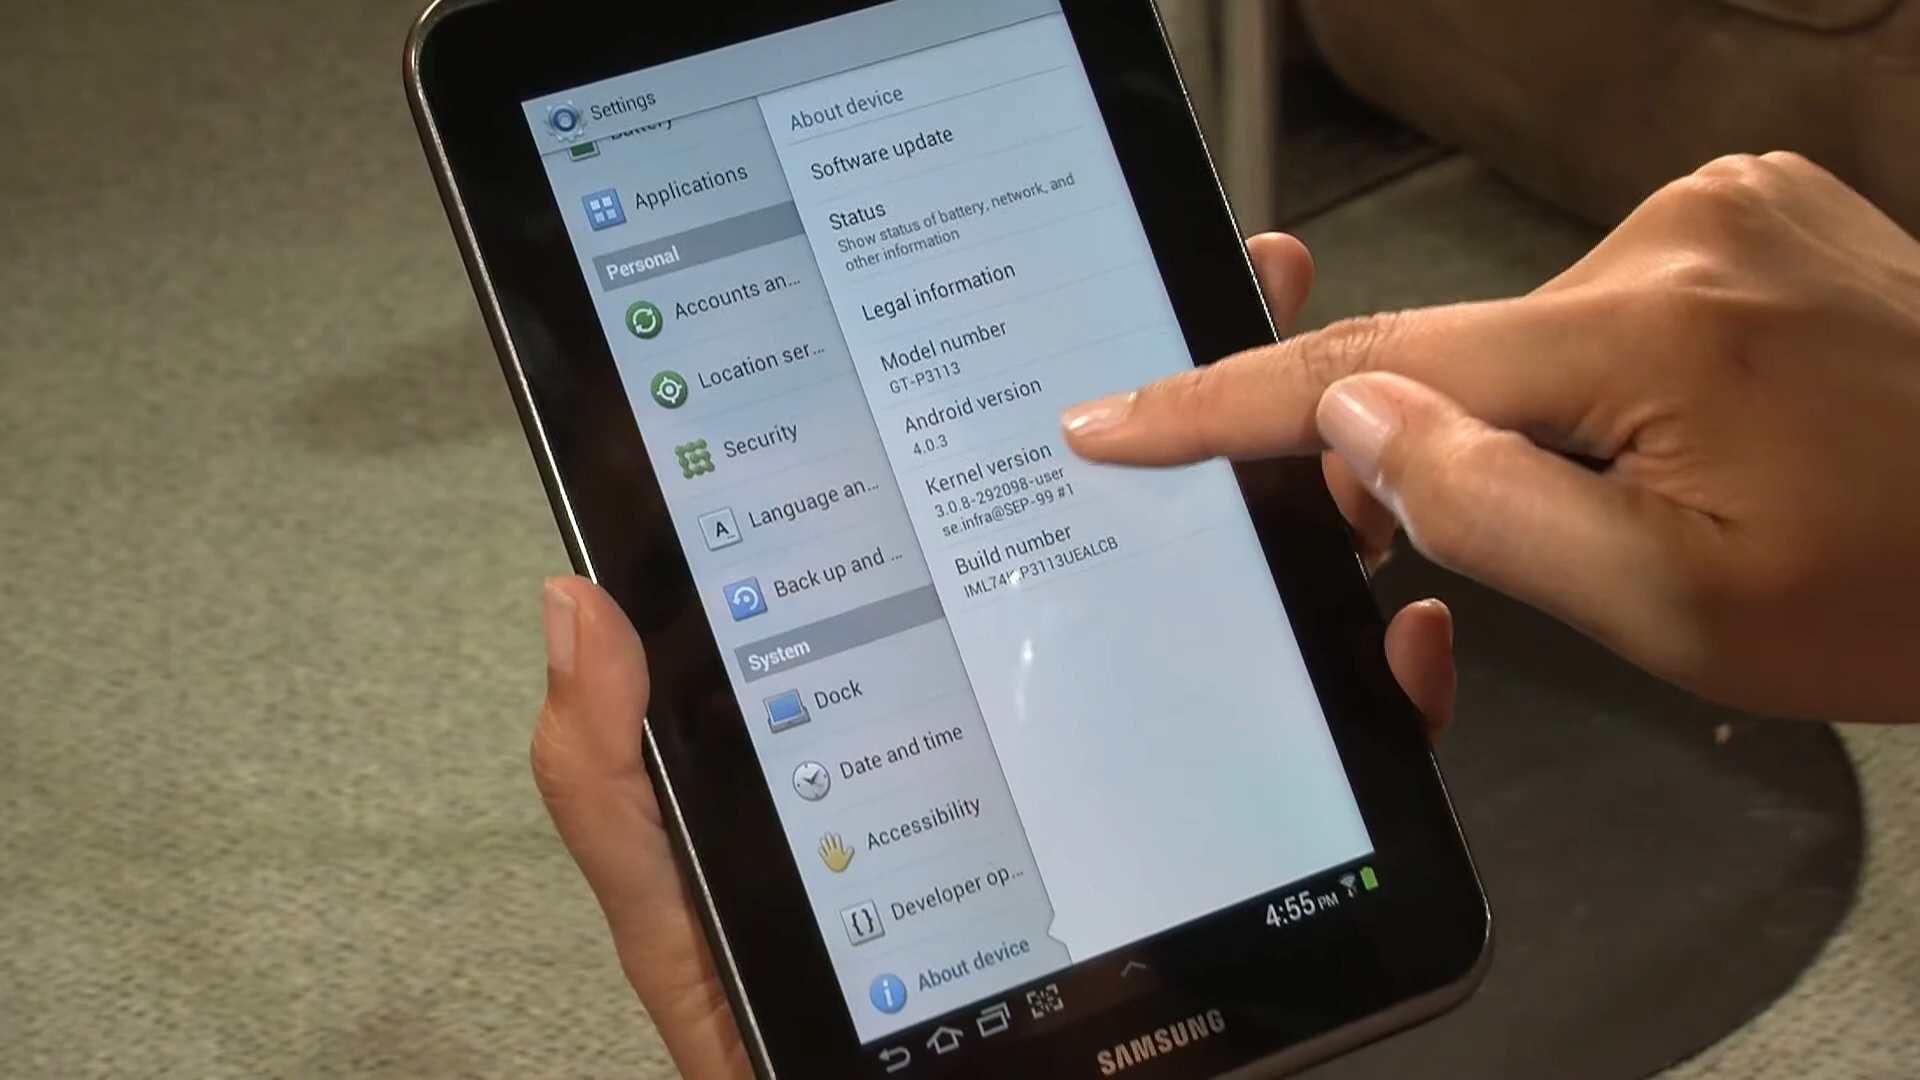 Settings
Battery
Applications
Personal
Accounts an...
Location ser...
Security
Language an...
Back up and ...
System
Dock
Date and time
Accessibility
Developer op...
About device
About device
Software update
Status
Show status of battery, network, and
other information
Legal information
Model number
GT-P3113
Android version
4.0.3
Kernel version
3.0.8-292098-user
se.infra@SEP-99 #1
Build number
IML74K.P3113UEALCB
4:55 PM
SAMSUNG